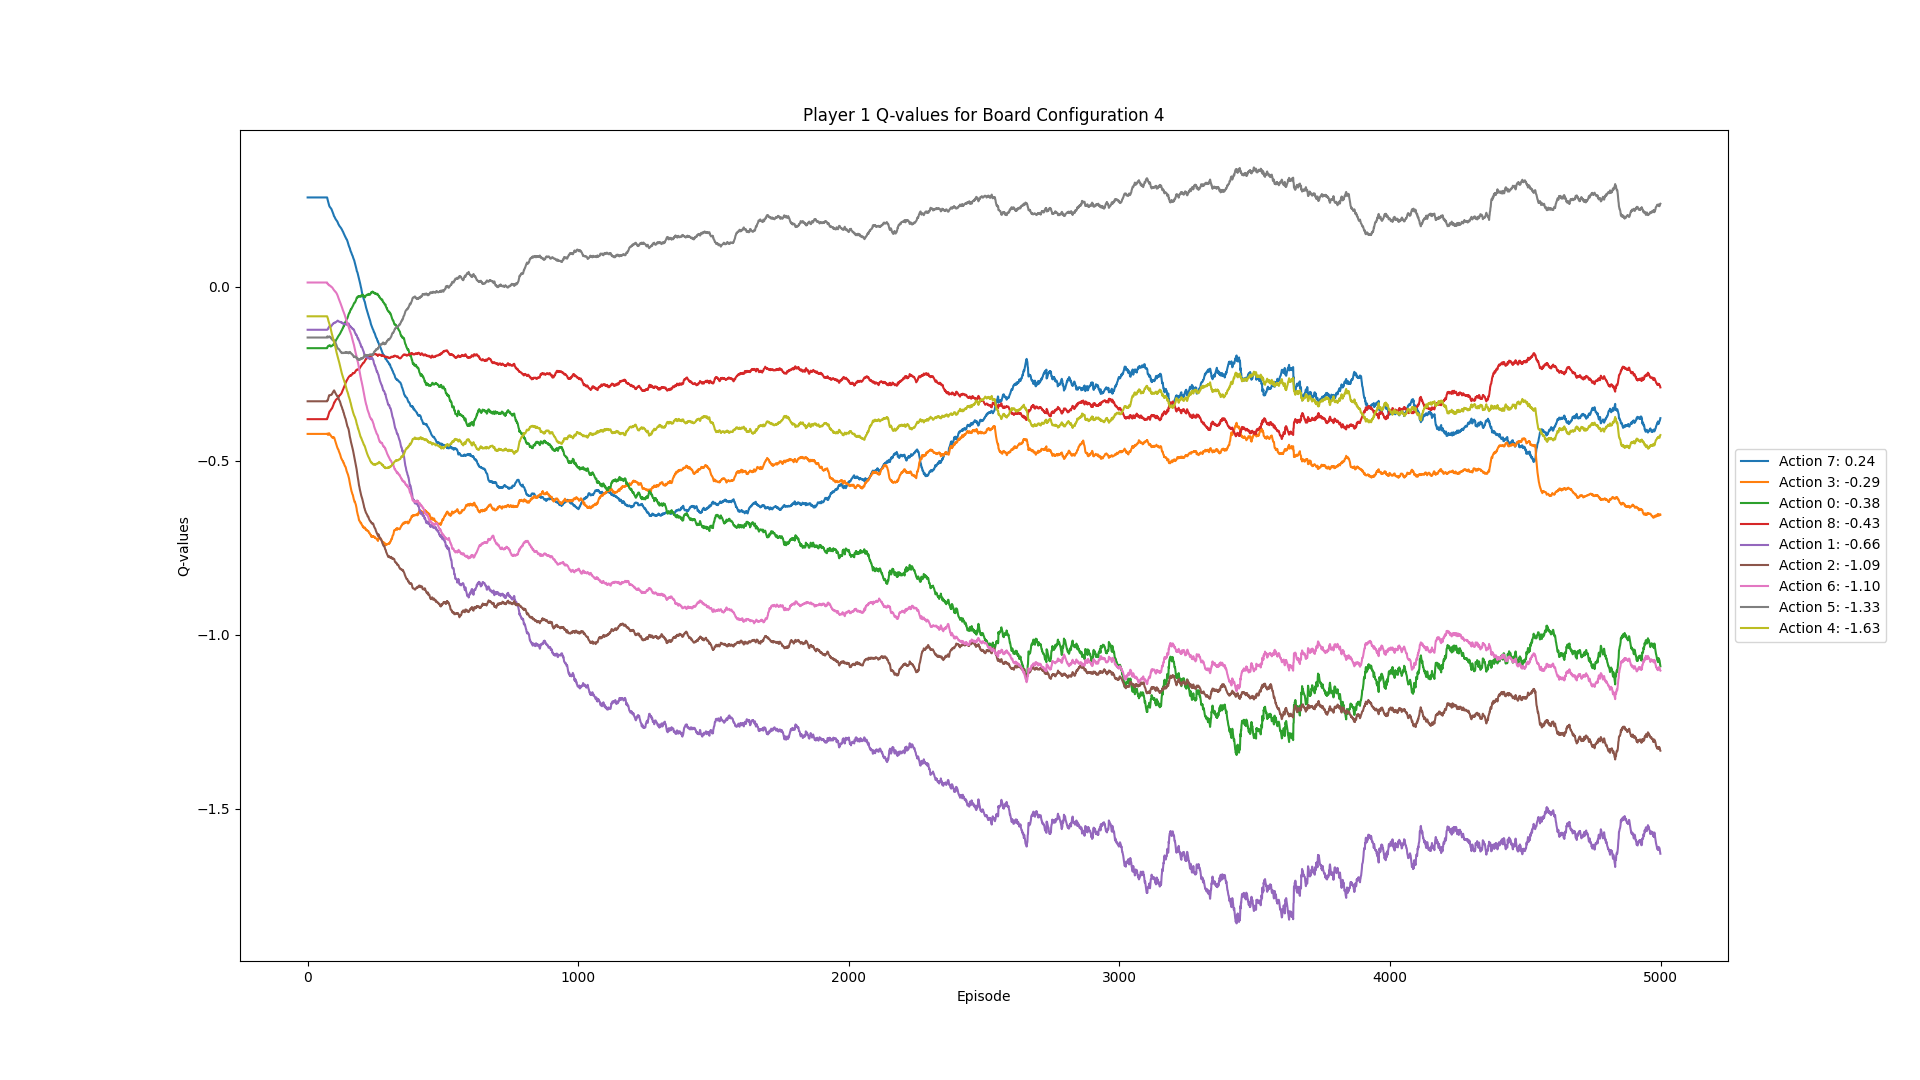 Player 1 Q-values for Board Configuration 4
0.0
−0.5
−1.0
−1.5
Q-values
0
1000
2000
3000
4000
5000
Episode
Action 7: 0.24
Action 3: -0.29
Action 0: -0.38
Action 8: -0.43
Action 1: -0.66
Action 2: -1.09
Action 6: -1.10
Action 5: -1.33
Action 4: -1.63